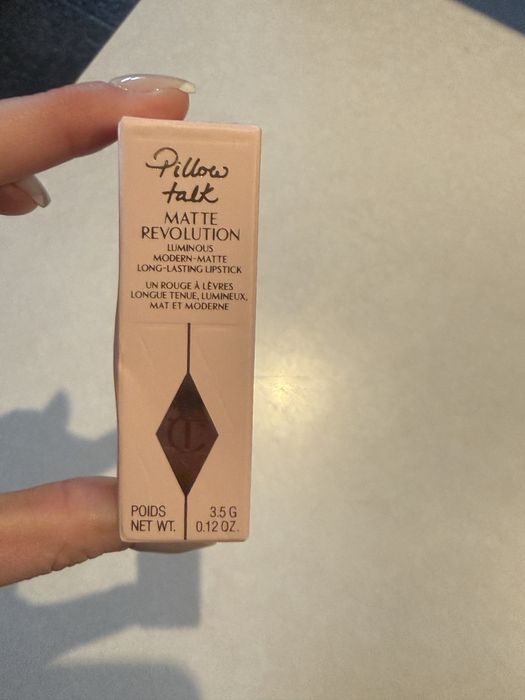 Pillow
talk
MATTE
REVOLUTION
LUMINOUS
MODERN-MATTE
LONG-LASTING LIPSTICK
UN ROUGE À LÈVRES
LONGUE TENUE, LUMINEUX,
MAT ET MODERNE
CT
POIDS 3.5 G
NET WT. 0.12 OZ.